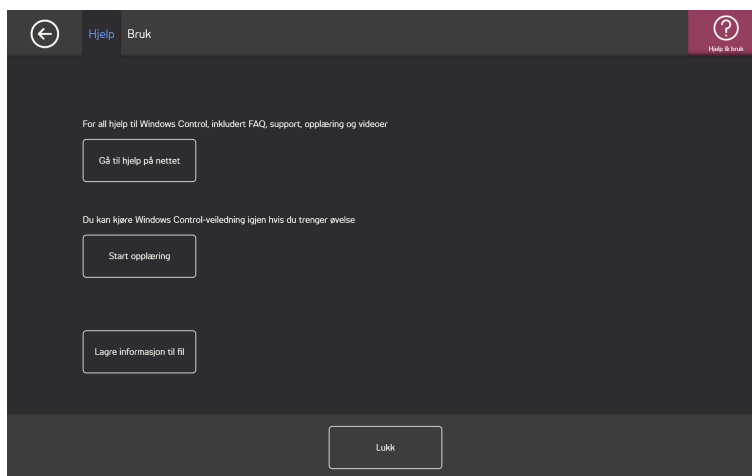 Hjelp Bruk
Hjelp & bruk
For all hjelp til Windows Control, inkludert FAQ, support, opplæring og videoer
Gå til hjelp på nettet
Du kan kjøre Windows Control-veiledning igjen hvis du trenger øvelse
Start opplæring
Lagre informasjon til fil
Lukk